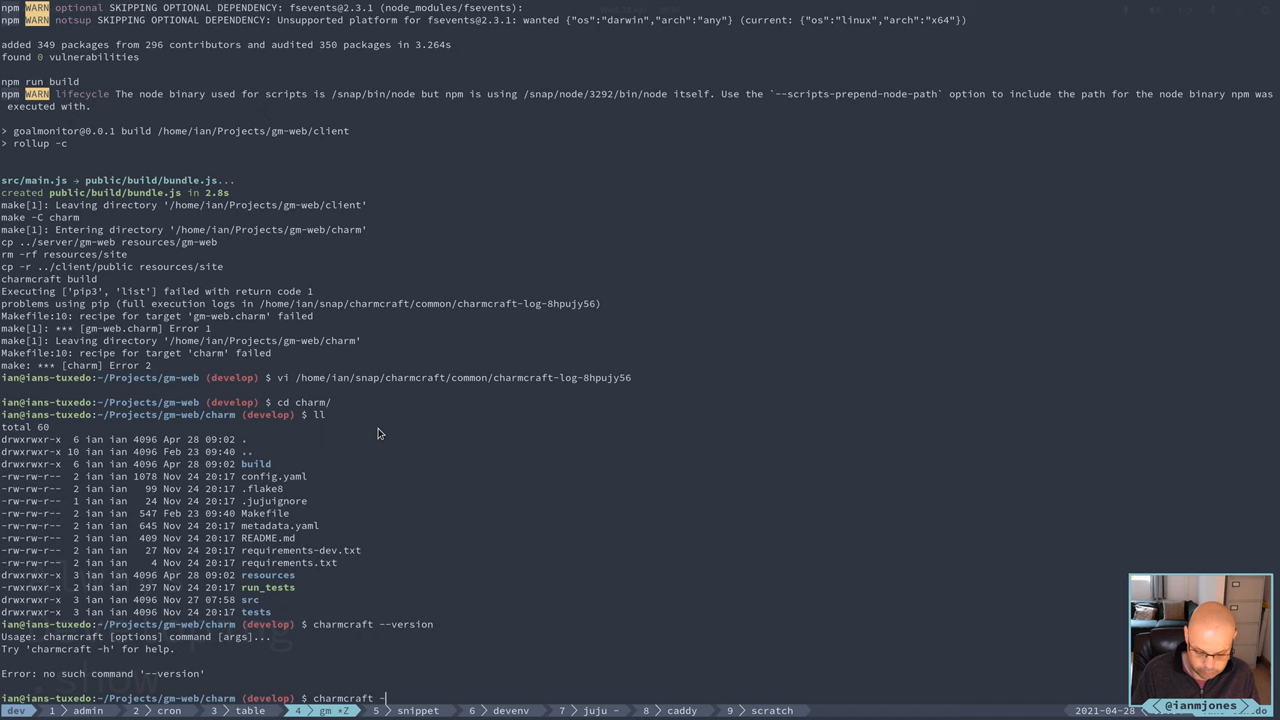 npm WARN optional SKIPPING OPTIONAL DEPENDENCY: fsevents@2.3.1 (node_modules/fsevents):
npm WARN notsup SKIPPING OPTIONAL DEPENDENCY: Unsupported platform for fsevents@2.3.1: wanted {"os":"darwin","arch":"any"} (current: {"os":"linux","arch":"x64"})
added 349 packages from 296 contributors and audited 350 packages in 3.264s
found 0 vulnerabilities
npm run build
npm WARN lifecycle The node binary used for scripts is /snap/bin/node but npm is using /snap/node/3292/bin/node itself. Use the `--scripts-prepend-node-path` option to include the path for the node binary npm was
executed with.
> goalmonitor@0.0.1 build /home/ian/Projects/gm-web/client
> rollup -c
src/main.js → public/build/bundle.js...
created public/build/bundle.js in 2.8s
make[1]: Leaving directory '/home/ian/Projects/gm-web/client'
make -C charm
make[1]: Entering directory '/home/ian/Projects/gm-web/charm'
cp ../server/gm-web resources/gm-web
rm -rf resources/site
cp -r ../client/public resources/site
charmcraft build
Executing ['pip3', 'list'] failed with return code 1
problems using pip (full execution logs in /home/ian/snap/charmcraft/common/charmcraft-log-8hpujy56)
Makefile:10: recipe for target 'gm-web.charm' failed
make[1]: *** [gm-web.charm] Error 1
make[1]: Leaving directory '/home/ian/Projects/gm-web/charm'
Makefile:10: recipe for target 'charm' failed
make: *** [charm] Error 2
ian@ians-tuxedo:~/Projects/gm-web (develop) $ vi /home/ian/snap/charmcraft/common/charmcraft-log-8hpujy56
ian@ians-tuxedo:~/Projects/gm-web (develop) $ cd charm/
ian@ians-tuxedo:~/Projects/gm-web/charm (develop) $ ll
total 60
drwxrwxr-x 6 ian ian 4096 Apr 28 09:02 .
drwxrwxr-x 10 ian ian 4096 Feb 23 09:40 ..
drwxrwxr-x 6 ian ian 4096 Apr 28 09:02 build
-rw-rw-r-- 2 ian ian 1078 Nov 24 20:17 config.yaml
-rw-rw-r-- 2 ian ian 99 Nov 24 20:17 .flake8
-rw-rw-r-- 1 ian ian 24 Nov 24 20:17 .jujuignore
-rw-rw-r-- 2 ian ian 547 Feb 23 09:40 Makefile
-rw-rw-r-- 2 ian ian 645 Nov 24 20:17 metadata.yaml
-rw-rw-r-- 2 ian ian 409 Nov 24 20:17 README.md
-rw-rw-r-- 2 ian ian 27 Nov 24 20:17 requirements-dev.txt
-rw-rw-r-- 2 ian ian 4 Nov 24 20:17 requirements.txt
drwxrwxr-x 3 ian ian 4096 Apr 28 09:02 resources
-rwxrwxr-x 2 ian ian 297 Nov 24 20:17 run_tests
drwxrwxr-x 3 ian ian 4096 Nov 27 07:58 src
drwxrwxr-x 2 ian ian 4096 Nov 24 20:17 tests
ian@ians-tuxedo:~/Projects/gm-web/charm (develop) $ charmcraft --version
Usage: charmcraft [options] command [args]...
Try 'charmcraft -h' for help.
Error: no such command '--version'
ian@ians-tuxedo:~/Projects/gm-web/charm (develop) $ charmcraft -
dev 1 admin 2 cron 3 table 4 gm *Z 5 snippet 6 devenv 7 juju - 8 caddy 9 scratch 2021-04-28
@ianmjones